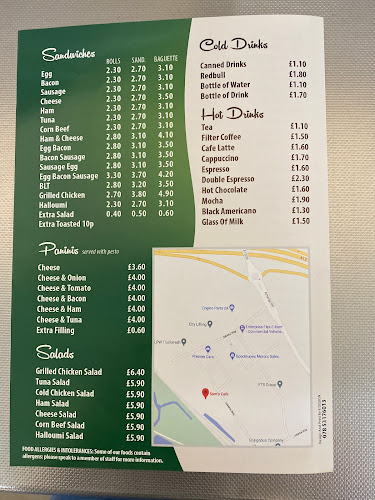 Sandwiches
ROLLS SAND. BAGUETTE
Egg 2.30 2.70 3.10
Bacon 2.30 2.70 3.10
Sausage 2.30 2.70 3.50
Cheese 2.30 2.70 3.10
Ham 2.30 2.70 3.10
Tuna 2.30 2.70 3.50
Corn Beef 2.30 2.70 3.50
Ham & Cheese 2.80 3.10 4.10
Egg Bacon 2.80 3.10 3.50
Bacon Sausage 2.80 3.10 3.50
Sausage Egg 2.80 3.10 3.50
Egg Bacon Sausage 3.30 3.70 4.20
BLT 2.80 3.20 3.50
Grilled Chicken 2.70 3.80 4.90
Halloumi 2.30 2.70 3.10
Extra Salad 0.40 0.50 0.60
Extra Toasted 10p
Paninis served with pesto
Cheese £3.60
Cheese & Onion £4.00
Cheese & Tomato £4.00
Cheese & Bacon £4.00
Cheese & Ham £4.00
Cheese & Tuna £4.00
Extra Filling £0.60
Salads
Grilled Chicken Salad £6.40
Tuna Salad £5.90
Cold Chicken Salad £5.90
Ham Salad £5.90
Cheese Salad £5.90
Corn Beef Salad £5.90
Halloumi Salad £5.90
FOOD ALLERGIES & INTOLERANCES: Some of our foods contain
allergens: please speak to a member of staff for more information.
Cold Drinks
Canned Drinks £1.10
Redbull £1.80
Bottle of Water £1.10
Bottle of Drink £1.70
Hot Drinks
Tea £1.10
Filter Coffee £1.50
Cafe Latte £1.60
Cappuccino £1.70
Espresso £1.60
Double Espresso £2.30
Hot Chocolate £1.60
Mocha £1.90
Black Americano £1.30
Glass Of Milk £1.50
City Lifting